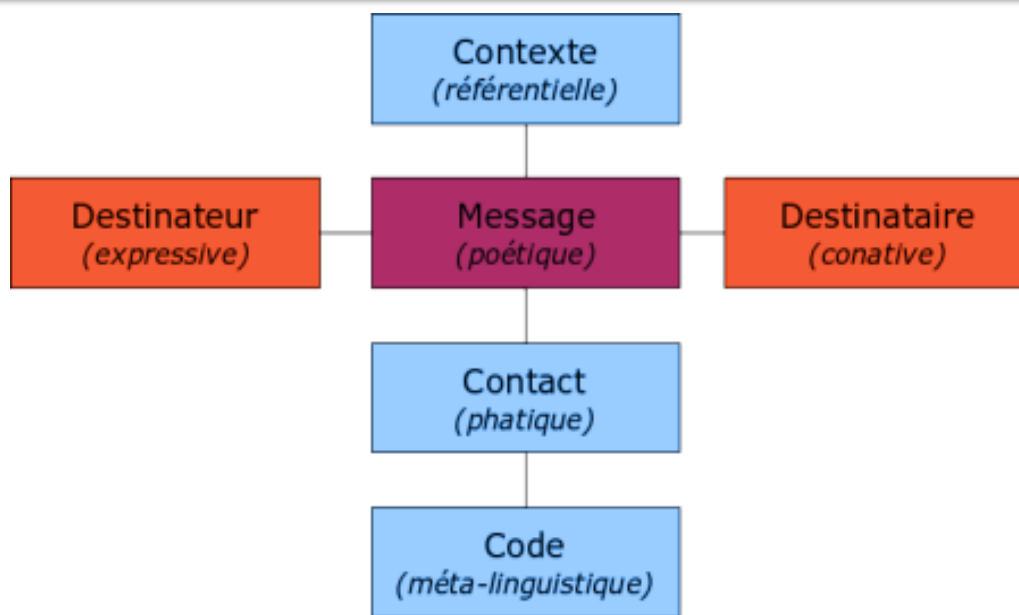 Contexte
(référentielle)
Destinateur
(expressive)
Message
(poétique)
Destinataire
(conative)
Contact
(phatique)
Code
(méta-linguistique)